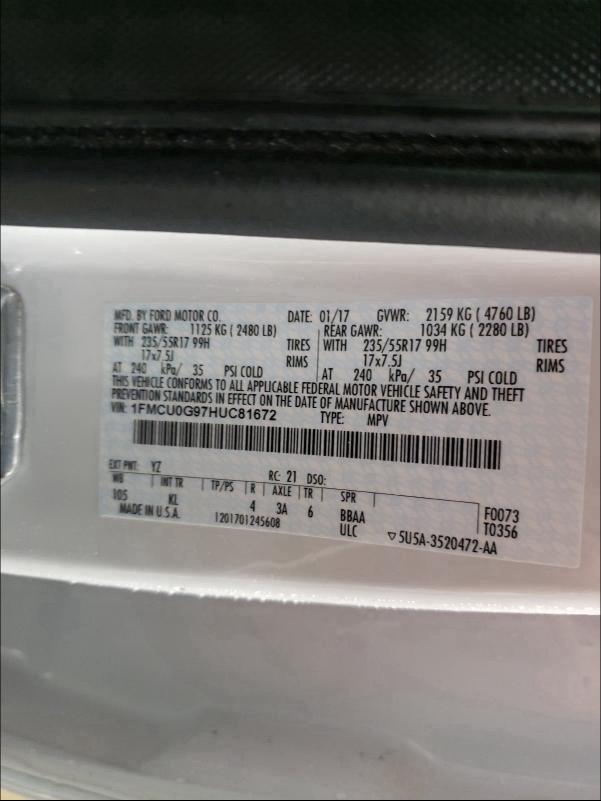 MFD. BY FORD MOTOR CO. DATE: 01/17 GVWR: 2159 KG ( 4760 LB)
FRONT GAWR: 1125 KG ( 2480 LB) REAR GAWR: 1034 KG ( 2280 LB)
WITH 235/55R17 99H TIRES WITH 235/55R17 99H TIRES
17x7.5J RIMS 17x7.5J RIMS
AT 240 kPa/ 35 PSI COLD AT 240 kPa/ 35 PSI COLD
THIS VEHICLE CONFORMS TO ALL APPLICABLE FEDERAL MOTOR VEHICLE SAFETY AND THEFT
PREVENTION STANDARDS IN EFFECT ON THE DATE OF MANUFACTURE SHOWN ABOVE.
VIN: 1FMCU0G97HUC81672 TYPE: MPV
EXT PNT: YZ RC: 21 DSO:
WB INT TR TP/PS R AXLE TR SPR
105 KL 4 3A 6 BBAA F0073
MADE IN U.S.A. 1201701245608 ULC T0356
▽5U5A-3520472-AA